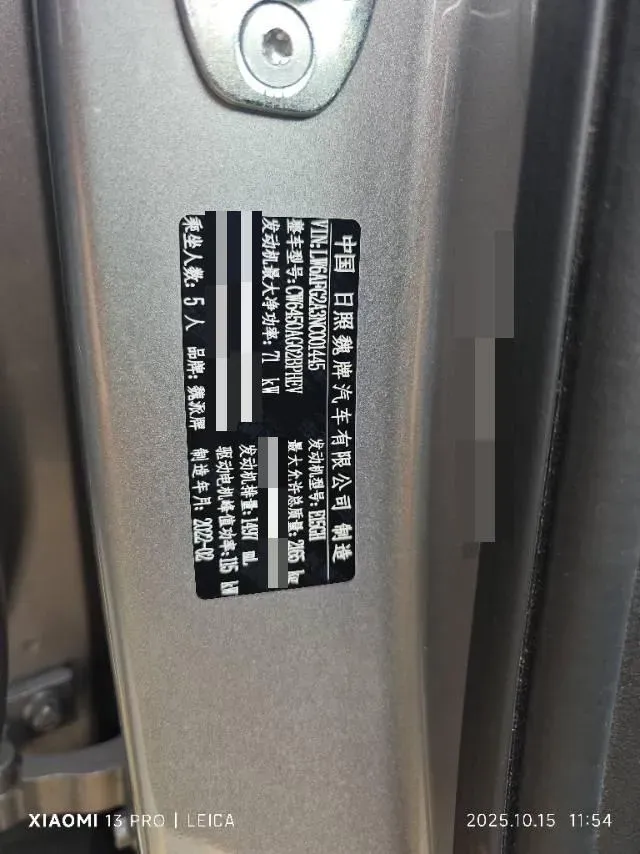 中国 日照魏牌汽车有限公司 制造
发动机型号:
整车型号:CW6450AG02BPHEV 最大允许总质量:2165 kg
发动机最大净功率:71 kW
发动机排量:1497 mL
驱动电机峰值功率:115 kW
乘坐人数: 5人 品牌: 魏派牌 制造年月: 2022-02
XIAOMI 13 PRO | LEICA
2025.10.15 11:54